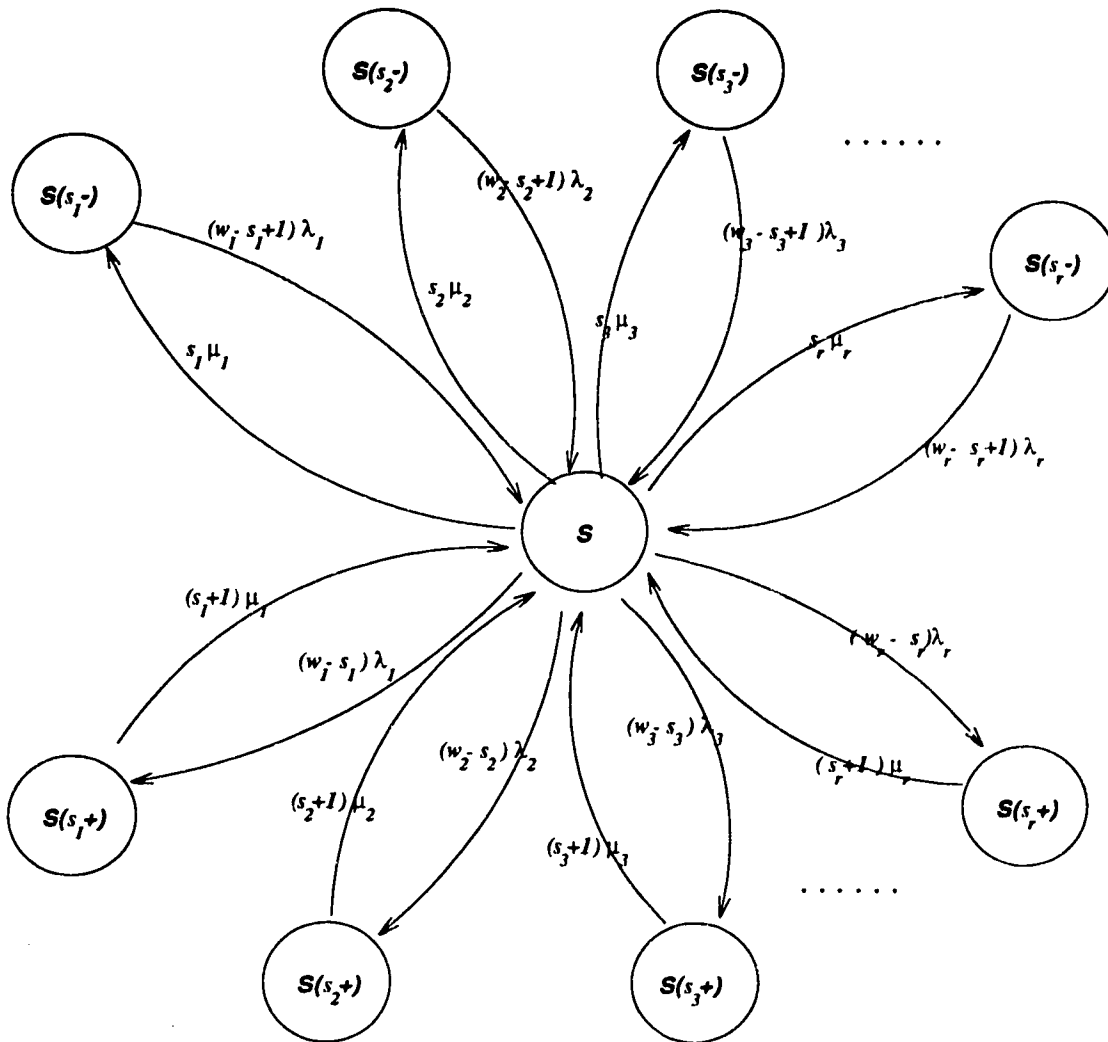 S(s₂-)
S(s₃-)
. . . . . .
S(s₁-)
(w₂- s₂+1) λ₂
(w₁- s₁+1) λ₁
(w₃- s₃+1) λ₃
S(sᵣ-)
s₂ μ₂
s₃ μ₃
s₁ μ₁
sᵣ μᵣ
(wᵣ- sᵣ+1) λᵣ
S
(s₁+1) μ₁
(w₁- s₁) λ₁
(wᵣ- sᵣ)λᵣ
(w₂- s₂) λ₂
(w₃- s₃) λ₃
(sᵣ+1) μᵣ
(s₂+1) μ₂
S(s₁+)
S(sᵣ+)
(s₃+1) μ₃
. . . . . .
S(s₂+)
S(s₃+)